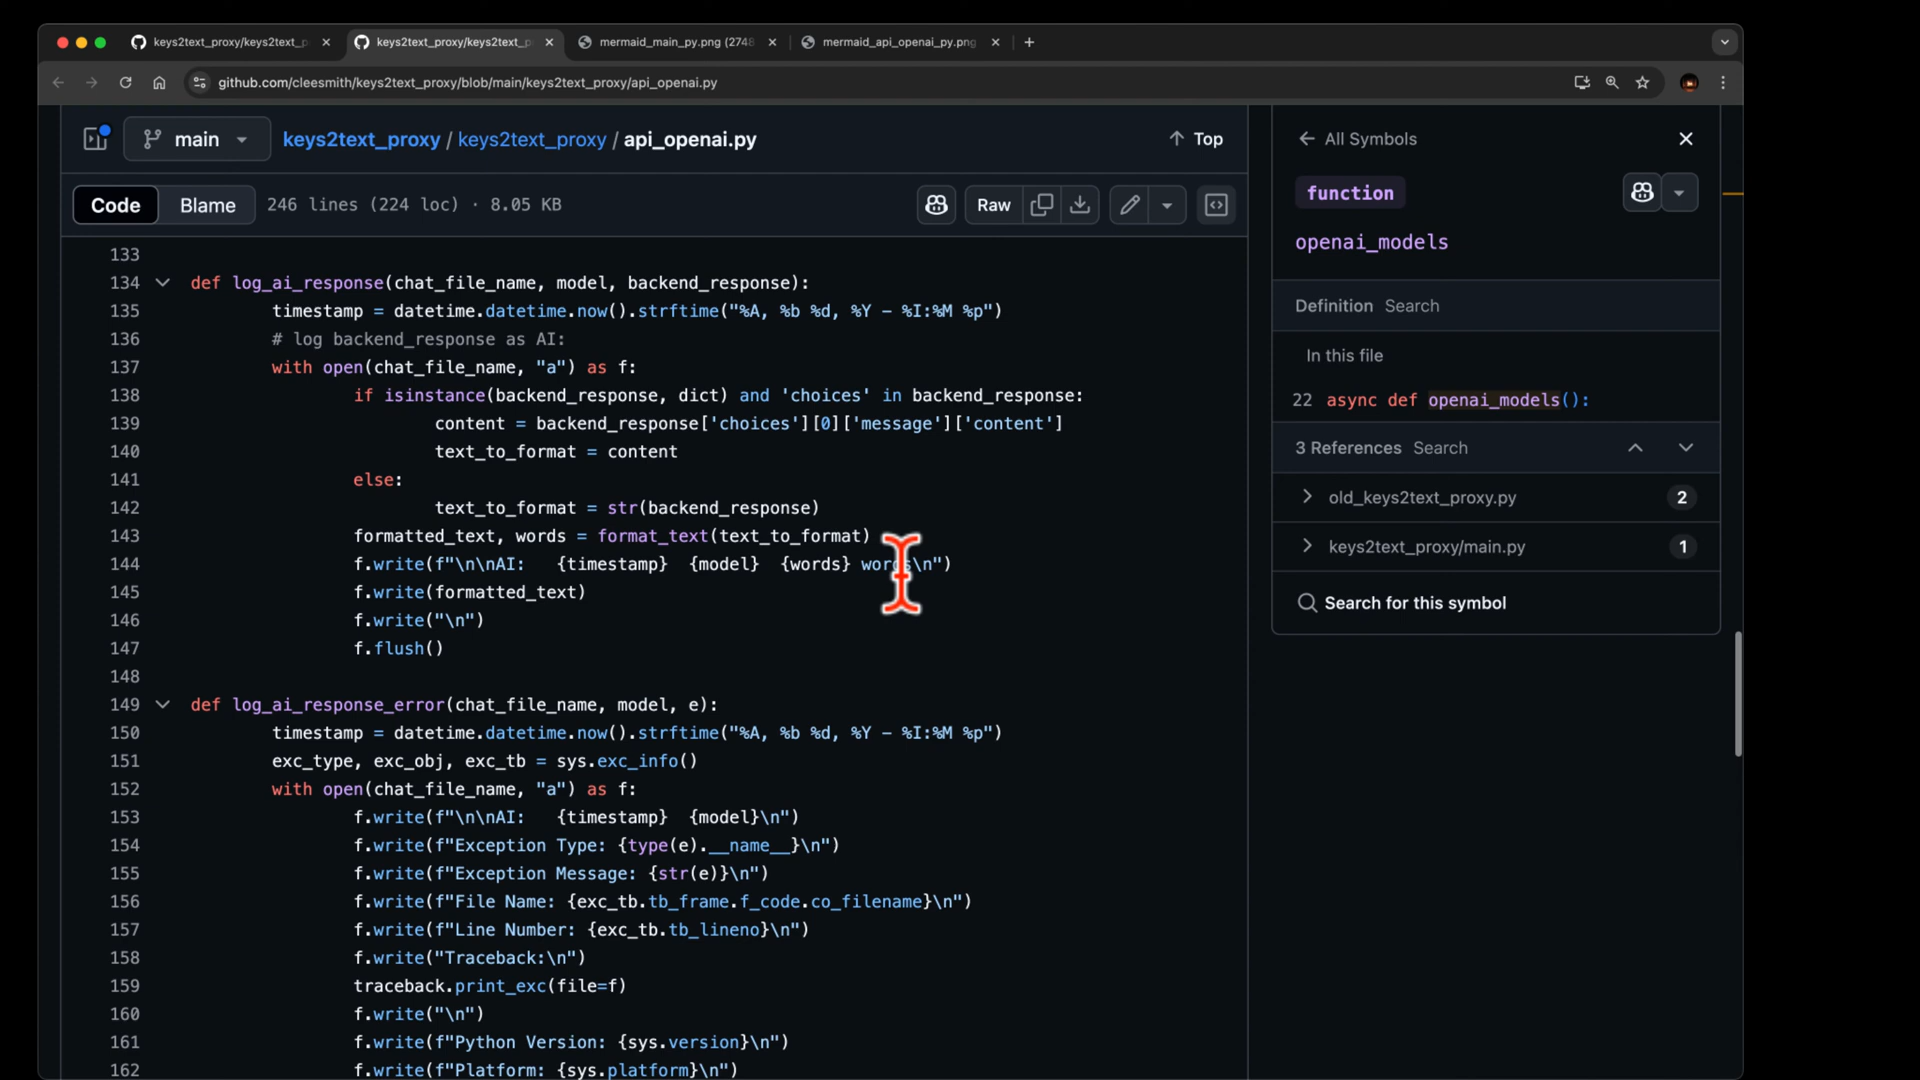 keys2text_proxy/keys2text_p
keys2text_proxy/keys2text_p
mermaid_main_py.png (2748
mermaid_api_openai_py.png
github.com/cleesmith/keys2text_proxy/blob/main/keys2text_proxy/api_openai.py
main
keys2text_proxy / keys2text_proxy / api_openai.py
Top
Code Blame 246 lines (224 loc) · 8.05 KB
Raw
133
134 def log_ai_response(chat_file_name, model, backend_response):
135 timestamp = datetime.datetime.now().strftime("%A, %b %d, %Y - %I:%M %p")
136 # log backend_response as AI:
137 with open(chat_file_name, "a") as f:
138 if isinstance(backend_response, dict) and 'choices' in backend_response:
139 content = backend_response['choices'][0]['message']['content']
140 text_to_format = content
141 else:
142 text_to_format = str(backend_response)
143 formatted_text, words = format_text(text_to_format)
144 f.write(f"\n\nAI:   {timestamp}  {model}  {words} words\n")
145 f.write(formatted_text)
146 f.write("\n")
147 f.flush()
148
149 def log_ai_response_error(chat_file_name, model, e):
150 timestamp = datetime.datetime.now().strftime("%A, %b %d, %Y - %I:%M %p")
151 exc_type, exc_obj, exc_tb = sys.exc_info()
152 with open(chat_file_name, "a") as f:
153 f.write(f"\n\nAI:   {timestamp}  {model}\n")
154 f.write(f"Exception Type: {type(e).__name__}\n")
155 f.write(f"Exception Message: {str(e)}\n")
156 f.write(f"File Name: {exc_tb.tb_frame.f_code.co_filename}\n")
157 f.write(f"Line Number: {exc_tb.tb_lineno}\n")
158 f.write("Traceback:\n")
159 traceback.print_exc(file=f)
160 f.write("\n")
161 f.write(f"Python Version: {sys.version}\n")
162 f.write(f"Platform: {sys.platform}\n")
All Symbols
function
openai_models
Definition Search
In this file
22 async def openai_models():
3 References Search
old_keys2text_proxy.py 2
keys2text_proxy/main.py 1
Search for this symbol